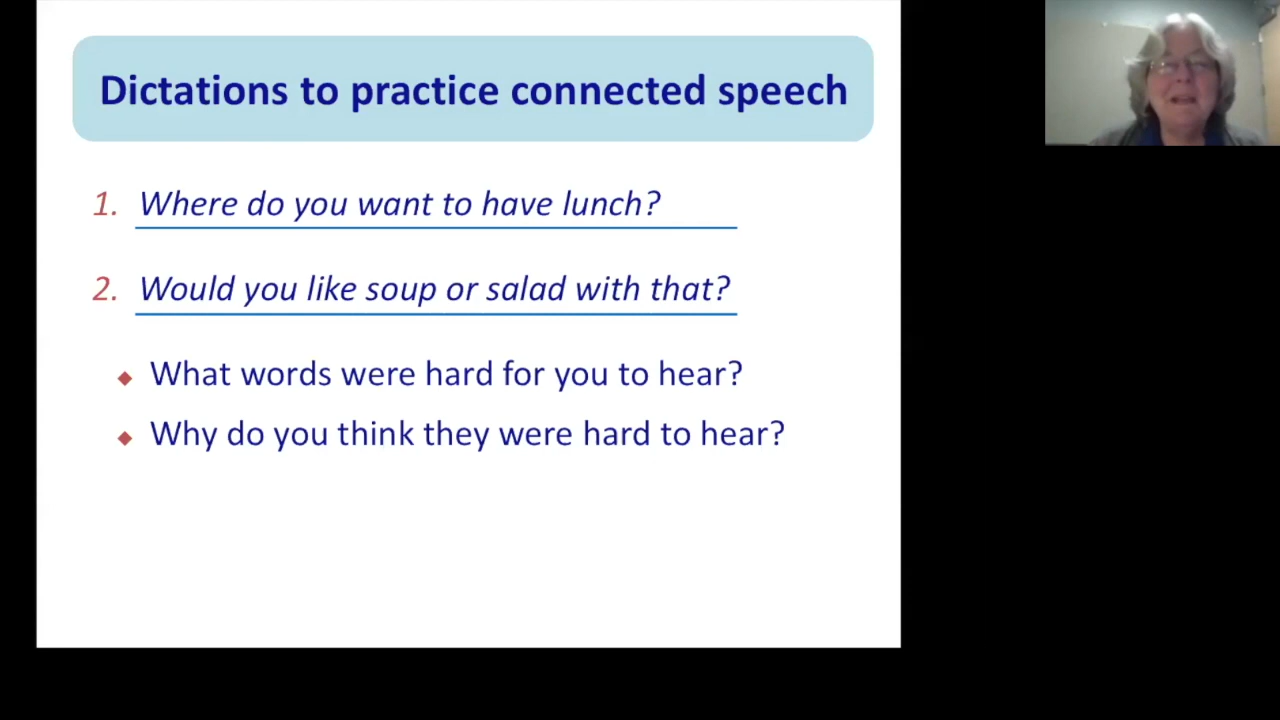 Dictations to practice connected speech
1. Where do you want to have lunch?
2. Would you like soup or salad with that?
◆ What words were hard for you to hear?
◆ Why do you think they were hard to hear?